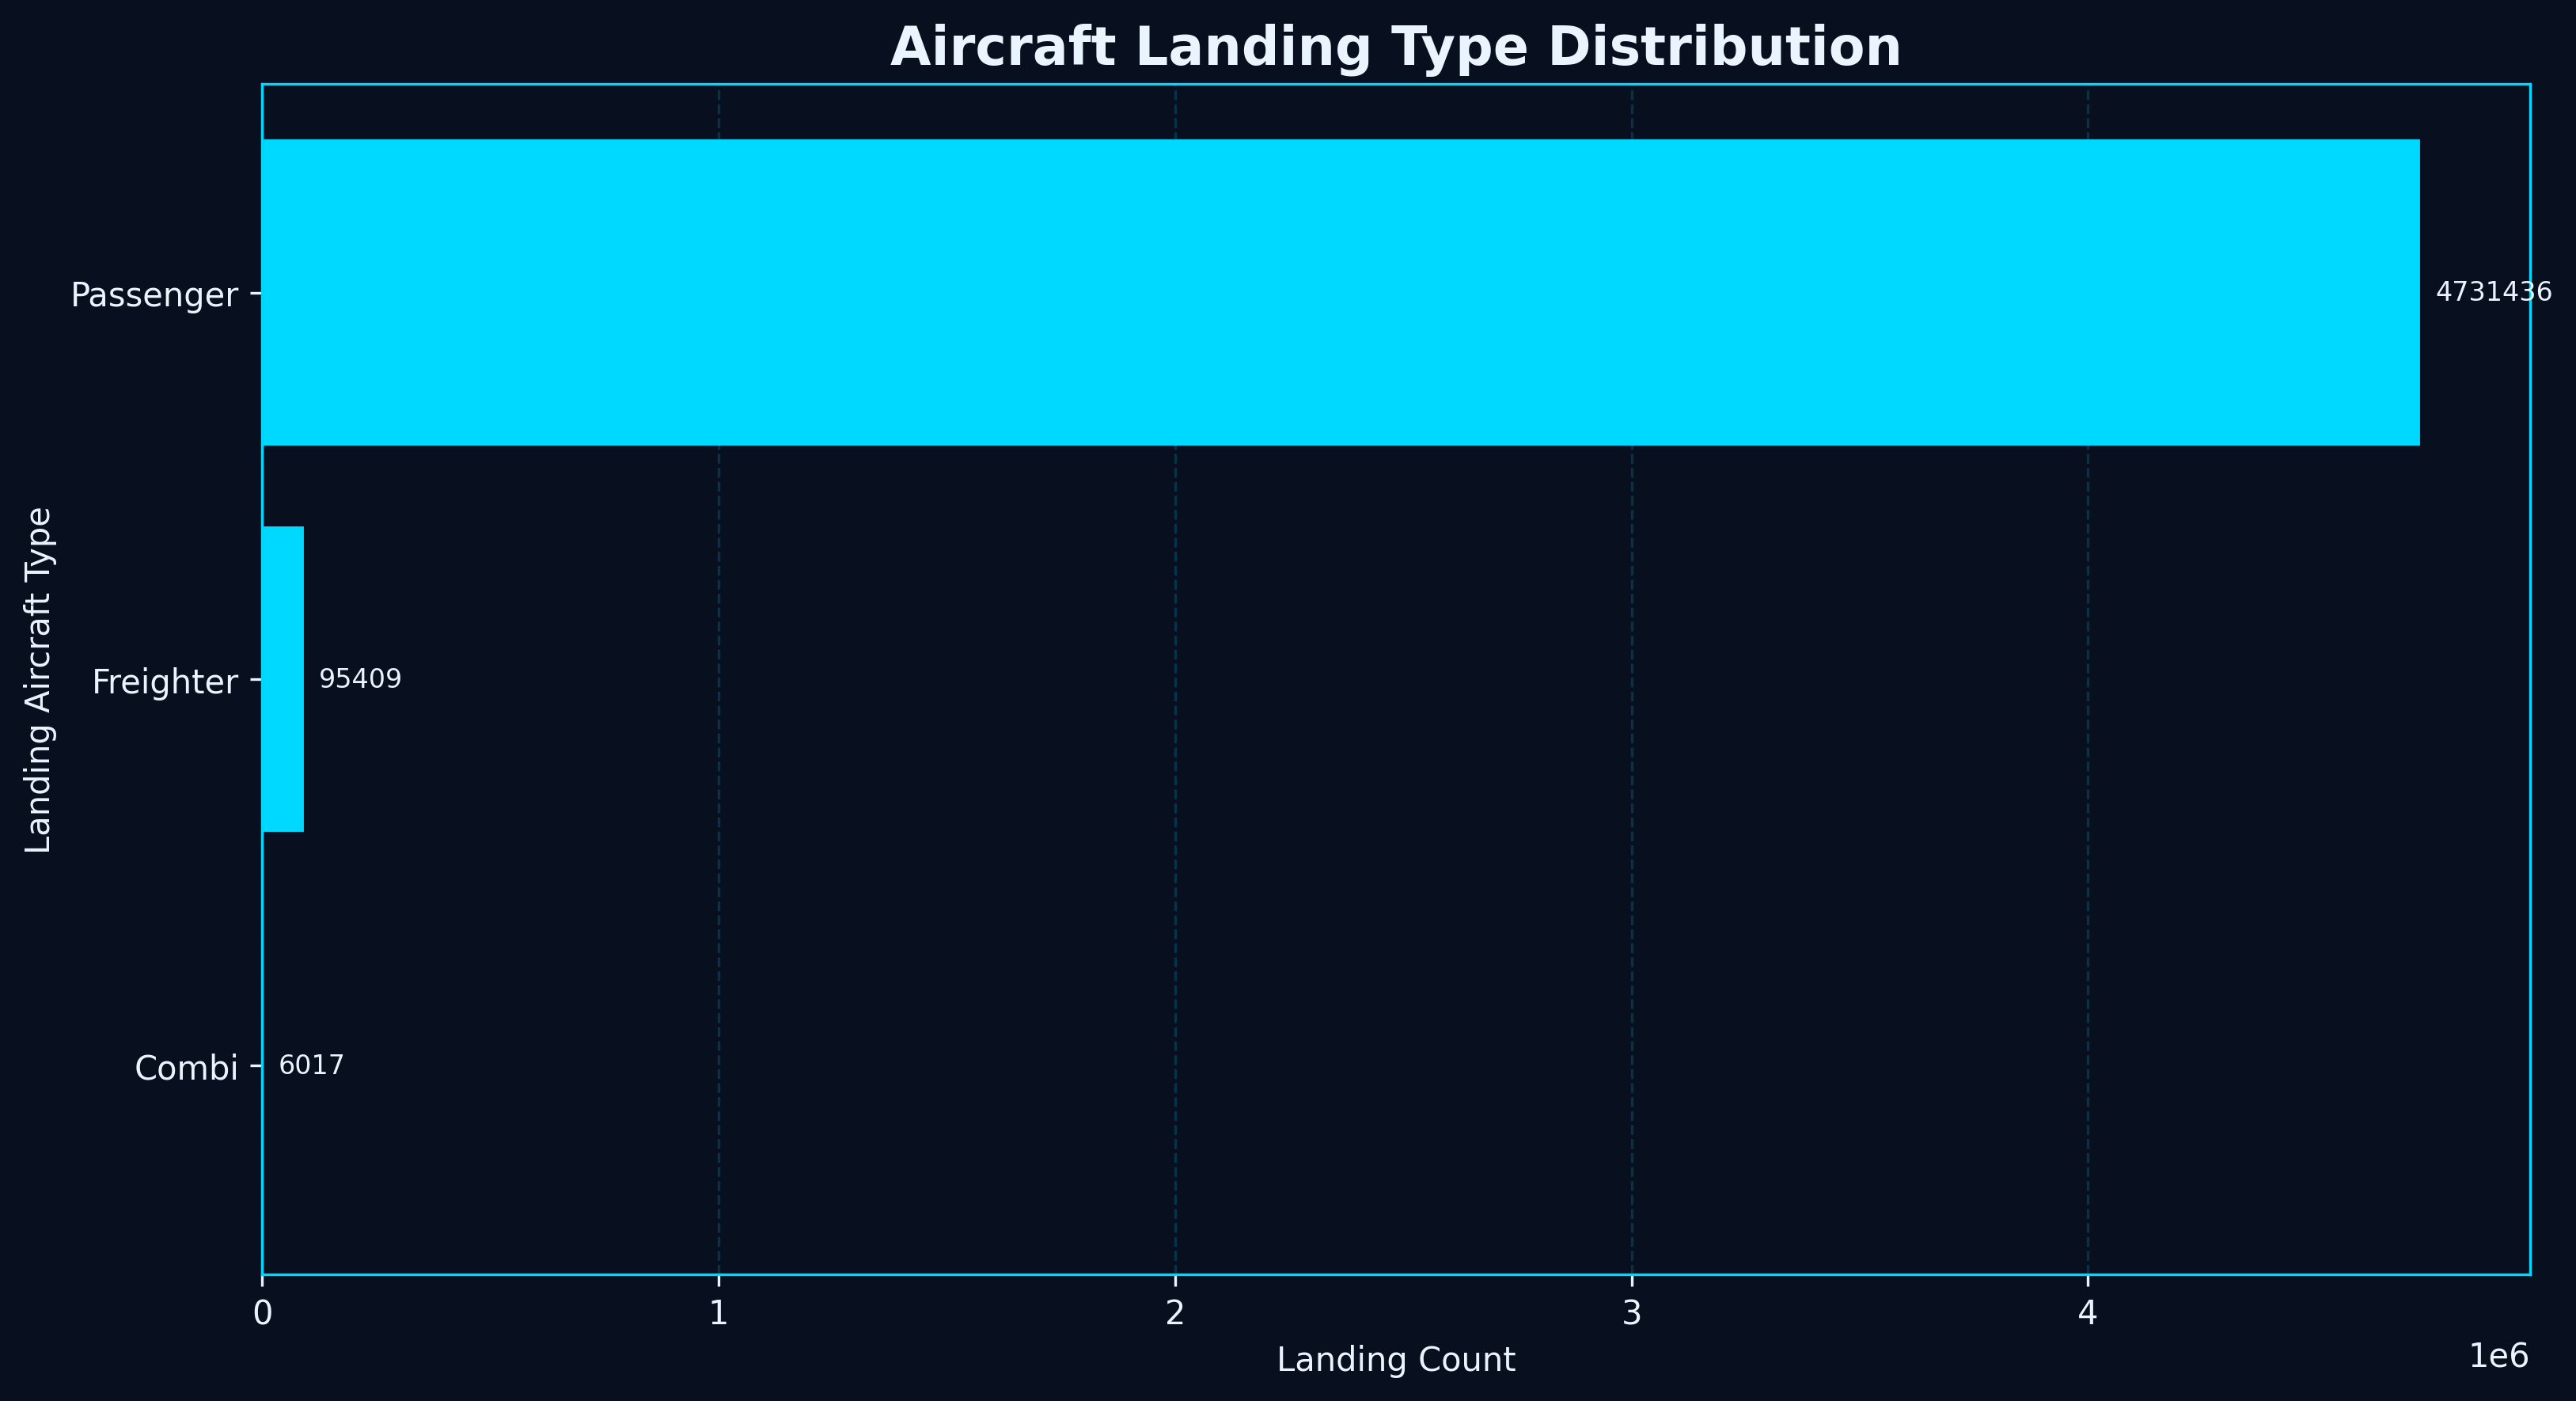 Aircraft Landing Type Distribution
Passenger
4731436
Landing Aircraft Type
Freighter
95409
Combi
6017
0 1 2 3 4
Landing Count
1e6